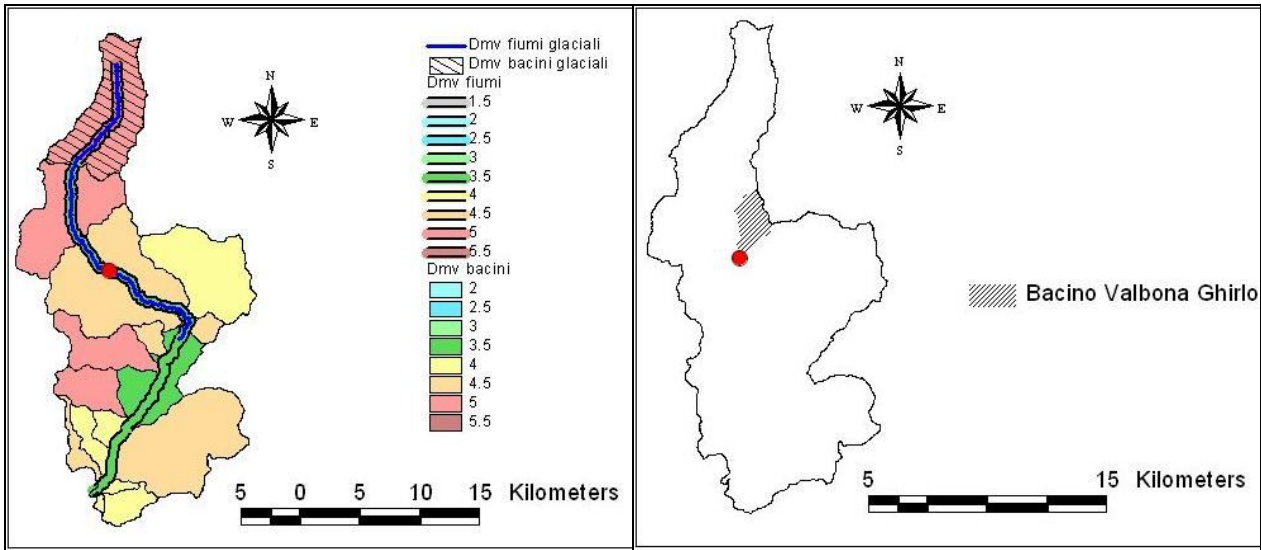 Dmv fiumi glaciali
Dmv bacini glaciali
Dmv fiumi
1.5
2
2.5
3
3.5
4
4.5
5
5.5
Dmv bacini
2
2.5
3
3.5
4
4.5
5
5.5
N
W E
S
5 0 5 10 15 Kilometers
N
W E
S
Bacino Valbona Ghirlo
5 15 Kilometers